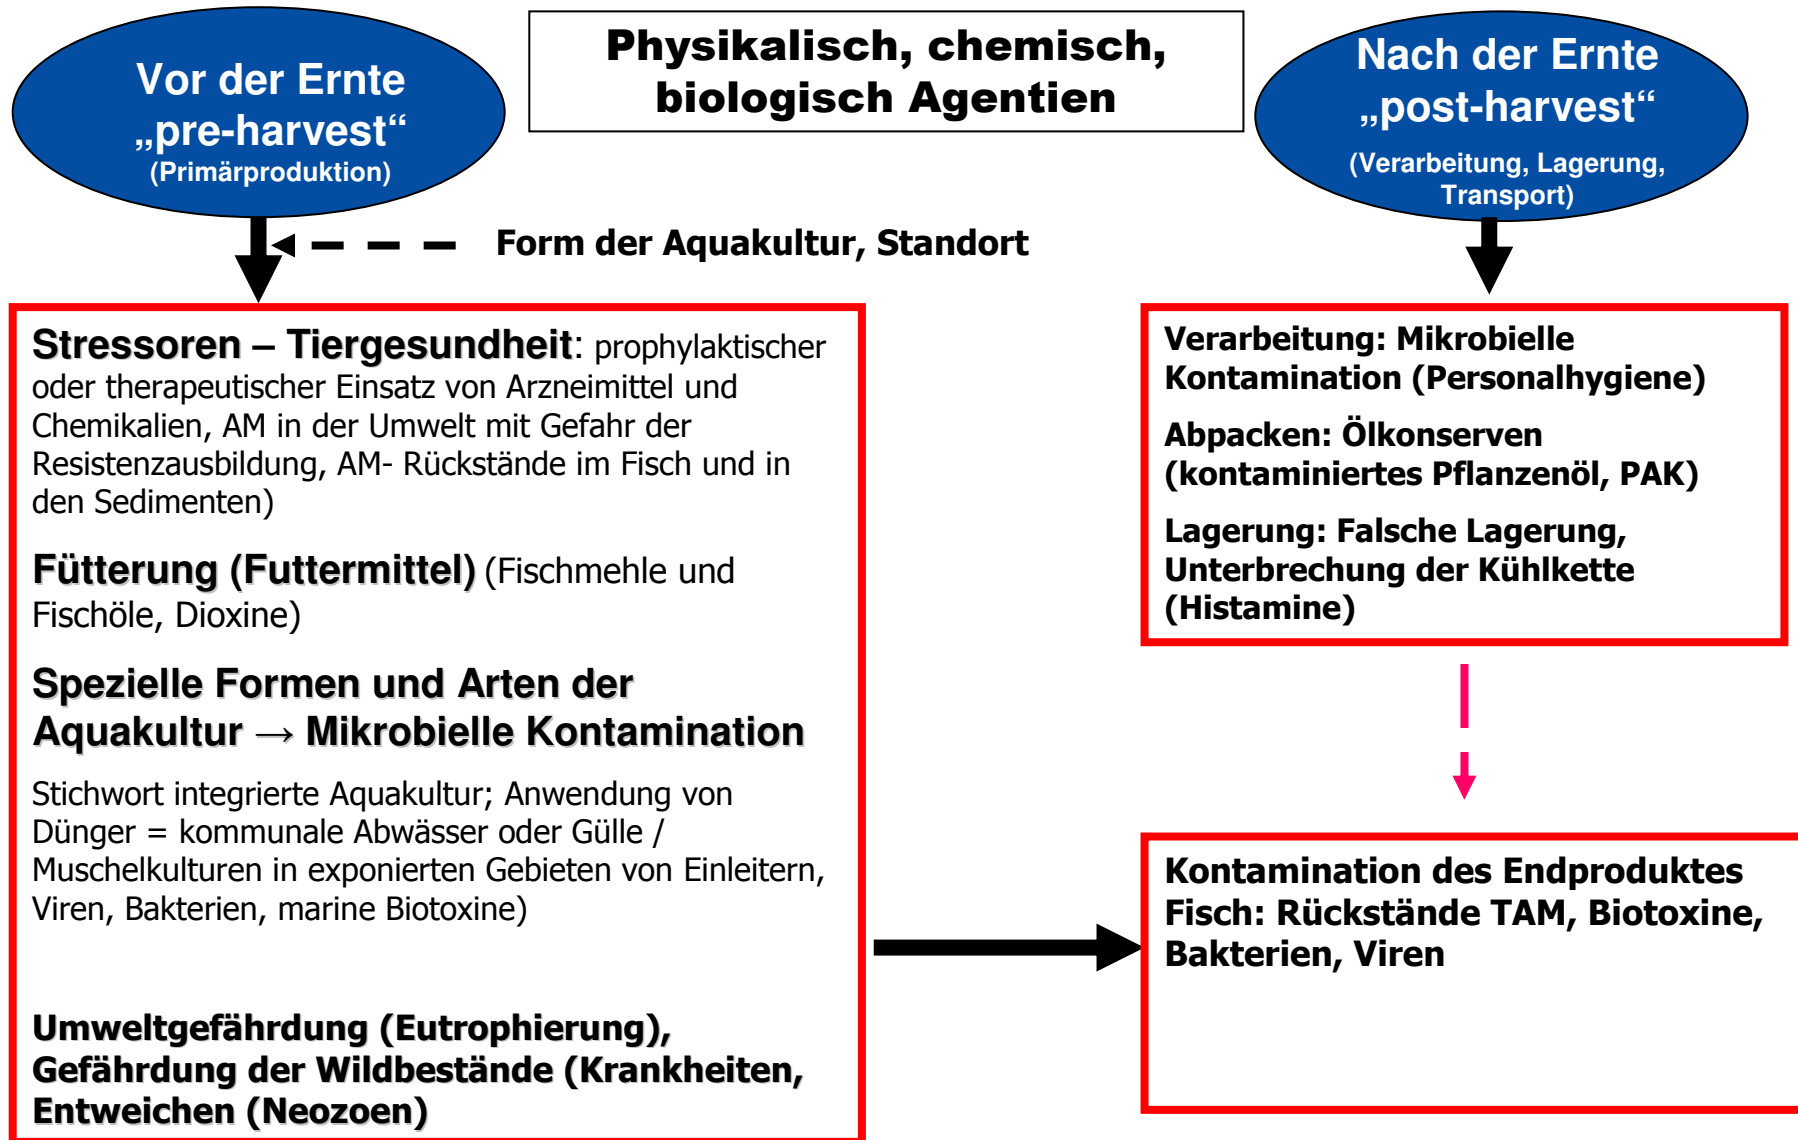 Vor der Ernte
„pre-harvest“
(Primärproduktion)
Physikalisch, chemisch,
biologisch Agentien
Nach der Ernte
„post-harvest“
(Verarbeitung, Lagerung,
Transport)
Form der Aquakultur, Standort
Stressoren – Tiergesundheit: prophylaktischer
oder therapeutischer Einsatz von Arzneimittel und
Chemikalien, AM in der Umwelt mit Gefahr der
Resistenzausbildung, AM- Rückstände im Fisch und in
den Sedimenten)
Fütterung (Futtermittel) (Fischmehle und
Fischöle, Dioxine)
Spezielle Formen und Arten der
Aquakultur → Mikrobielle Kontamination
Stichwort integrierte Aquakultur; Anwendung von
Dünger = kommunale Abwässer oder Gülle /
Muschelkulturen in exponierten Gebieten von Einleitern,
Viren, Bakterien, marine Biotoxine)
Umweltgefährdung (Eutrophierung),
Gefährdung der Wildbestände (Krankheiten,
Entweichen (Neozoen)
Verarbeitung: Mikrobielle
Kontamination (Personalhygiene)
Abpacken: Ölkonserven
(kontaminiertes Pflanzenöl, PAK)
Lagerung: Falsche Lagerung,
Unterbrechung der Kühlkette
(Histamine)
Kontamination des Endproduktes
Fisch: Rückstände TAM, Biotoxine,
Bakterien, Viren